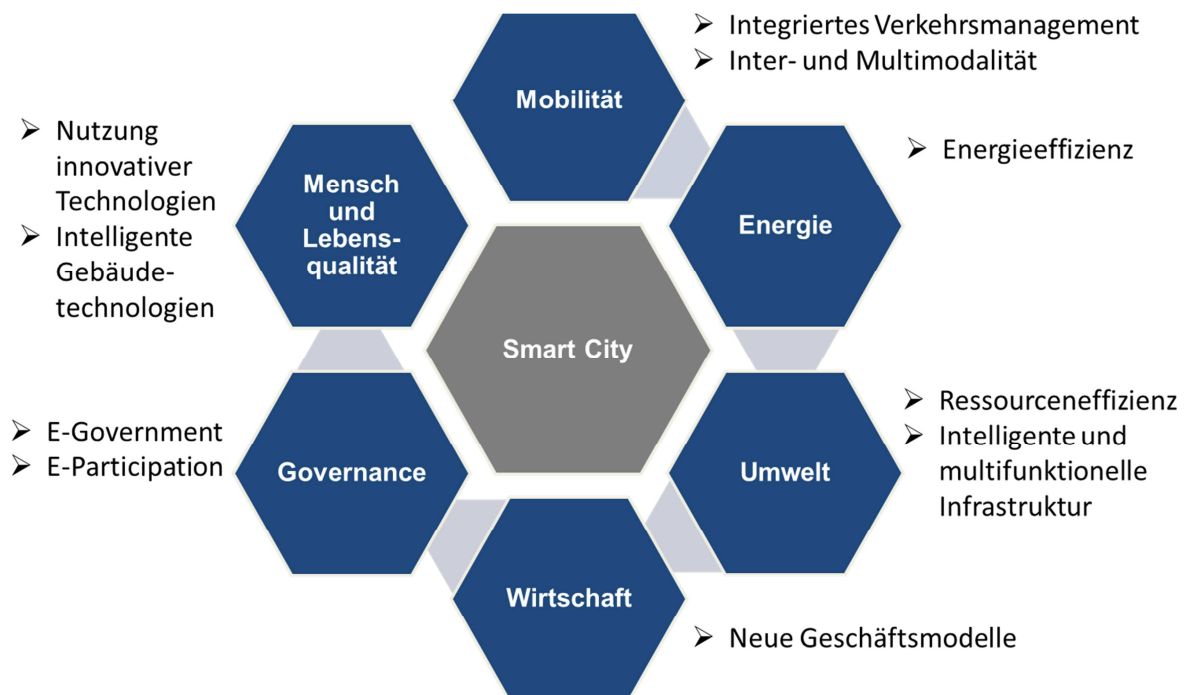 ➢ Integriertes Verkehrsmanagement
➢ Inter- und Multimodalität
Mobilität
➢ Nutzung
innovativer
Technologien
➢ Intelligente
Gebäude-
technologien
Mensch
und
Lebens-
qualität
➢ Energieeffizienz
Energie
Smart City
➢ E-Government
➢ E-Participation
Governance
➢ Ressourceneffizienz
➢ Intelligente und
multifunktionelle
Infrastruktur
Umwelt
Wirtschaft
➢ Neue Geschäftsmodelle